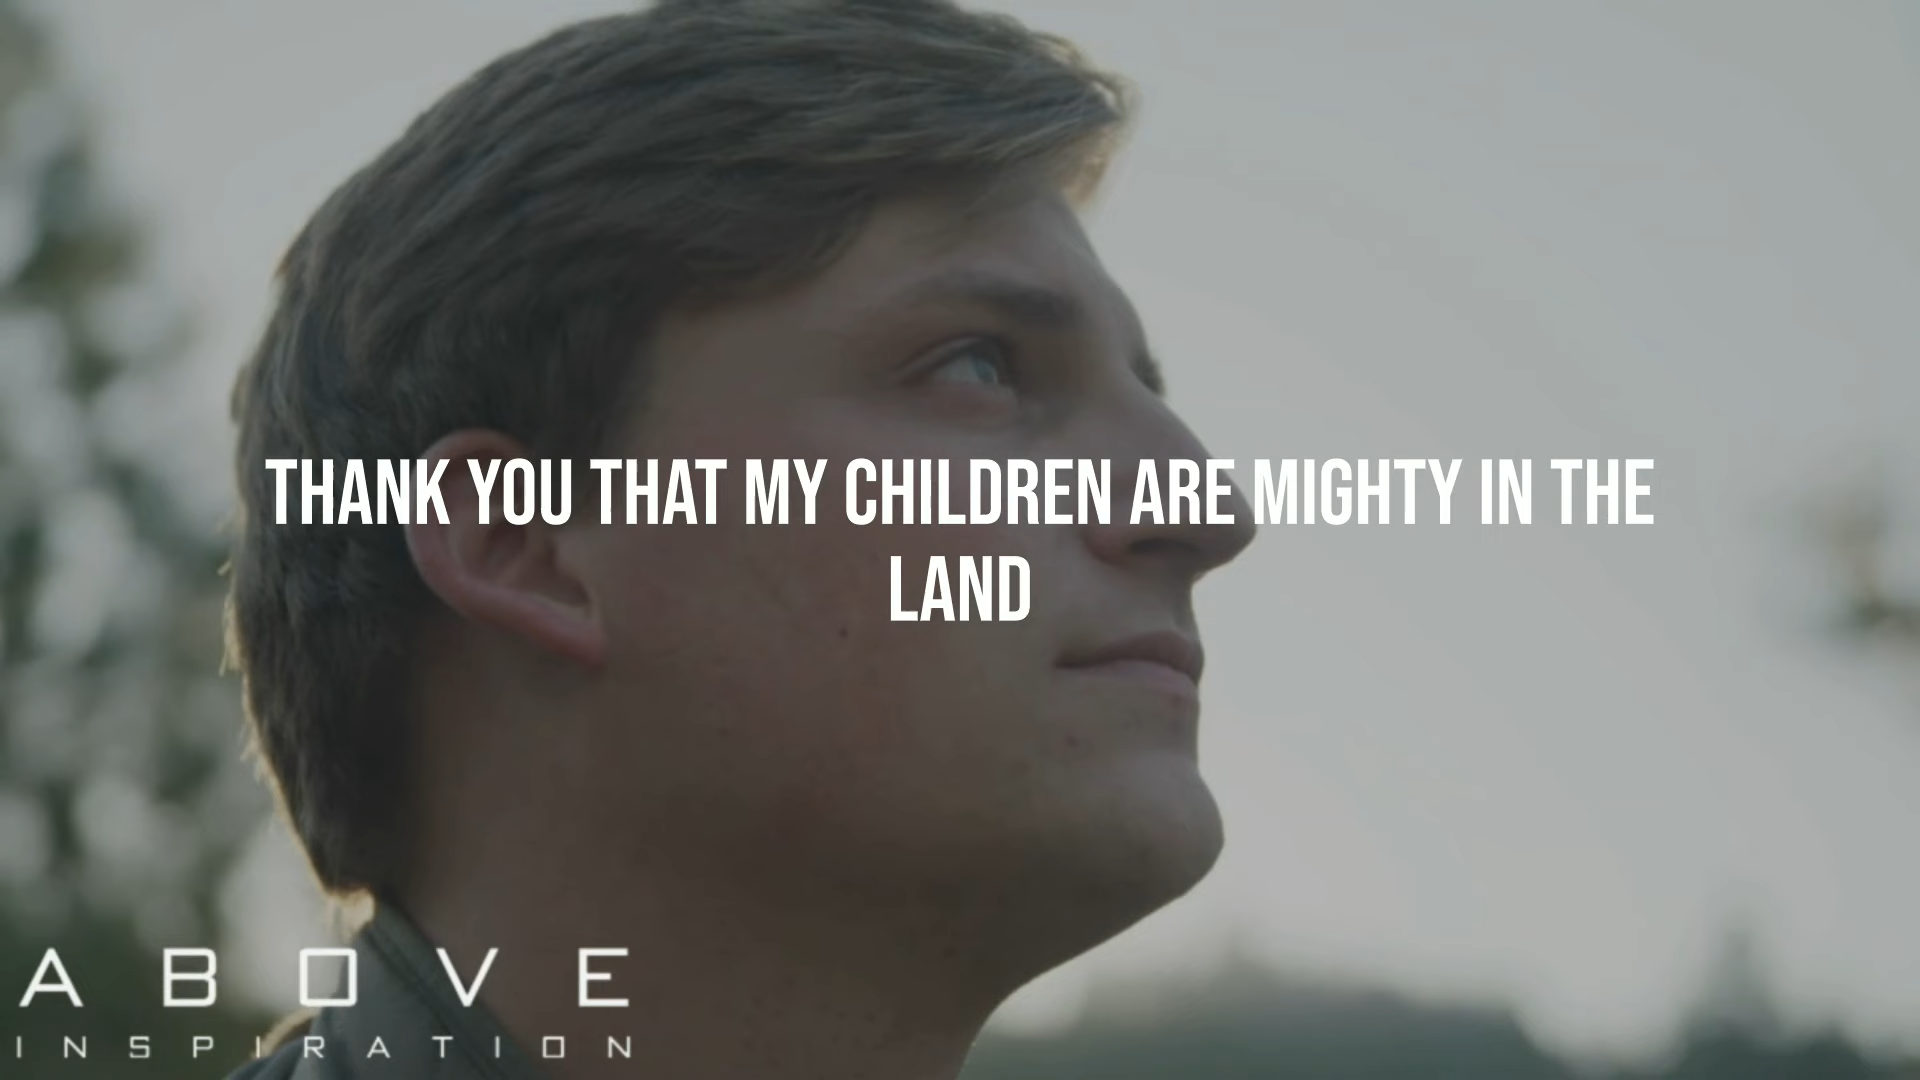 THANK YOU THAT MY CHILDREN ARE MIGHTY IN THE
LAND
ABOVE
INSPIRATION